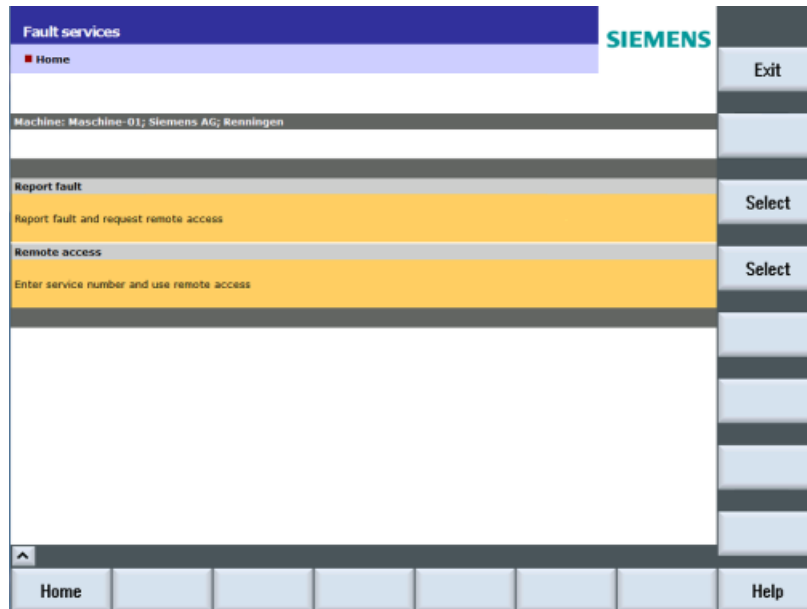 Fault services
SIEMENS
Home
Exit
Machine: Maschine-01; Siemens AG; Renningen
Report fault
Select
Report fault and request remote access
Remote access
Select
Enter service number and use remote access
Home
Help